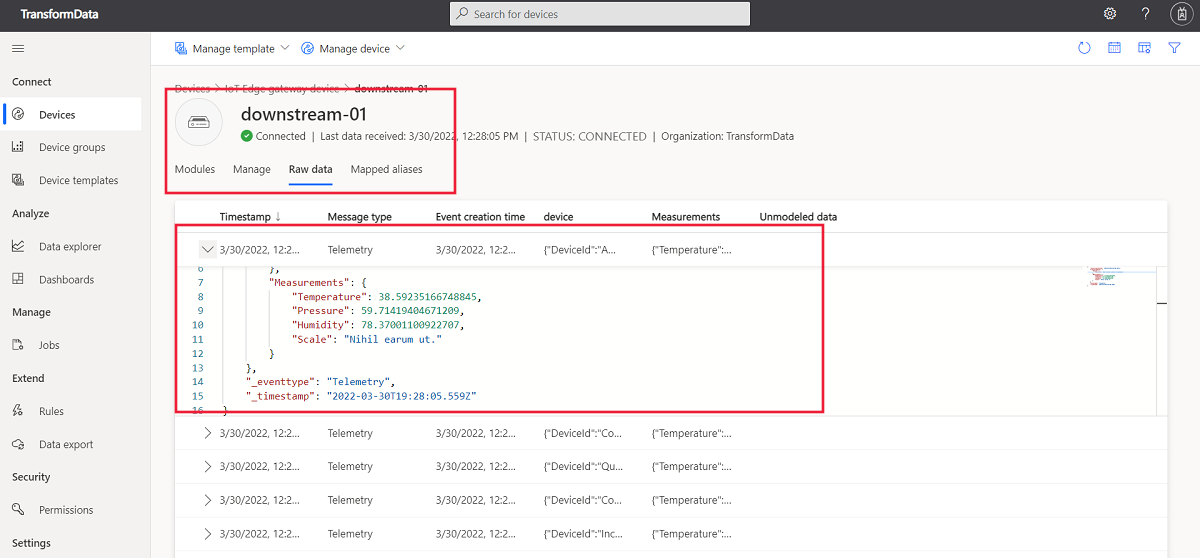 TransformData
Search for devices
Manage template
Manage device
Connect
Devices
Device groups
Device templates
Analyze
Data explorer
Dashboards
Manage
Jobs
Extend
Rules
Data export
Security
Permissions
Settings
Devices > IoT Edge gateway device > downstream-01
downstream-01
Connected | Last data received: 3/30/2022, 12:28:05 PM | STATUS: CONNECTED | Organization: TransformData
Modules Manage Raw data Mapped aliases
Timestamp ↓ Message type Event creation time device Measurements Unmodeled data
3/30/2022, 12:2... Telemetry 3/30/2022, 12:2... {"DeviceId":"A... {"Temperature":...
6 },
7 "Measurements": {
8 "Temperature": 38.59235166748845,
9 "Pressure": 59.71419404671209,
10 "Humidity": 78.37001100922707,
11 "Scale": "Nihil earum ut."
12 }
13 },
14 "_eventtype": "Telemetry",
15 "_timestamp": "2022-03-30T19:28:05.559Z"
16 }
3/30/2022, 12:2... Telemetry 3/30/2022, 12:2... {"DeviceId":"Co... {"Temperature":...
3/30/2022, 12:2... Telemetry 3/30/2022, 12:2... {"DeviceId":"Qu... {"Temperature":...
3/30/2022, 12:2... Telemetry 3/30/2022, 12:2... {"DeviceId":"Co... {"Temperature":...
3/30/2022, 12:2... Telemetry 3/30/2022, 12:2... {"DeviceId":"Inc... {"Temperature":...